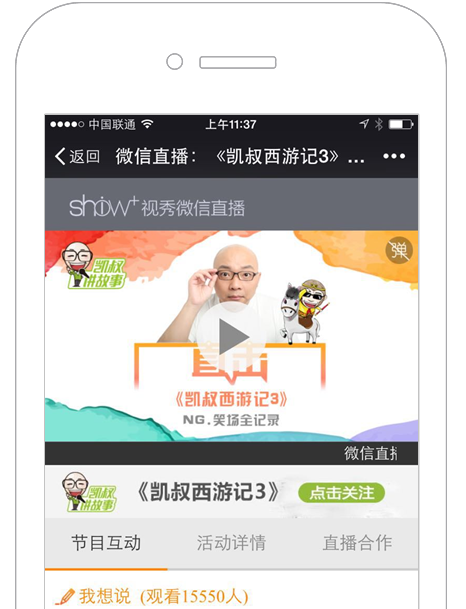 中国联通 上午11:37
返回 微信直播：《凯叔西游记3》... •••
show+视秀微信直播
凯叔讲故事
弹
直击
《凯叔西游记3》
NG.笑场全记录
微信直播
凯叔讲故事 《凯叔西游记3》 点击关注
节目互动 活动详情 直播合作
我想说 (观看15550人)